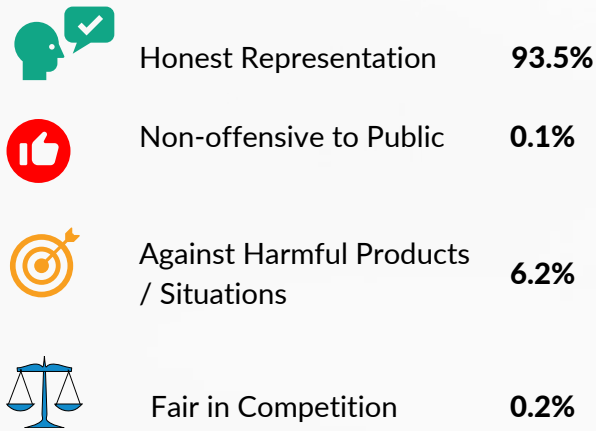 Honest Representation 93.5%
Non-offensive to Public 0.1%
Against Harmful Products
/ Situations 6.2%
Fair in Competition 0.2%